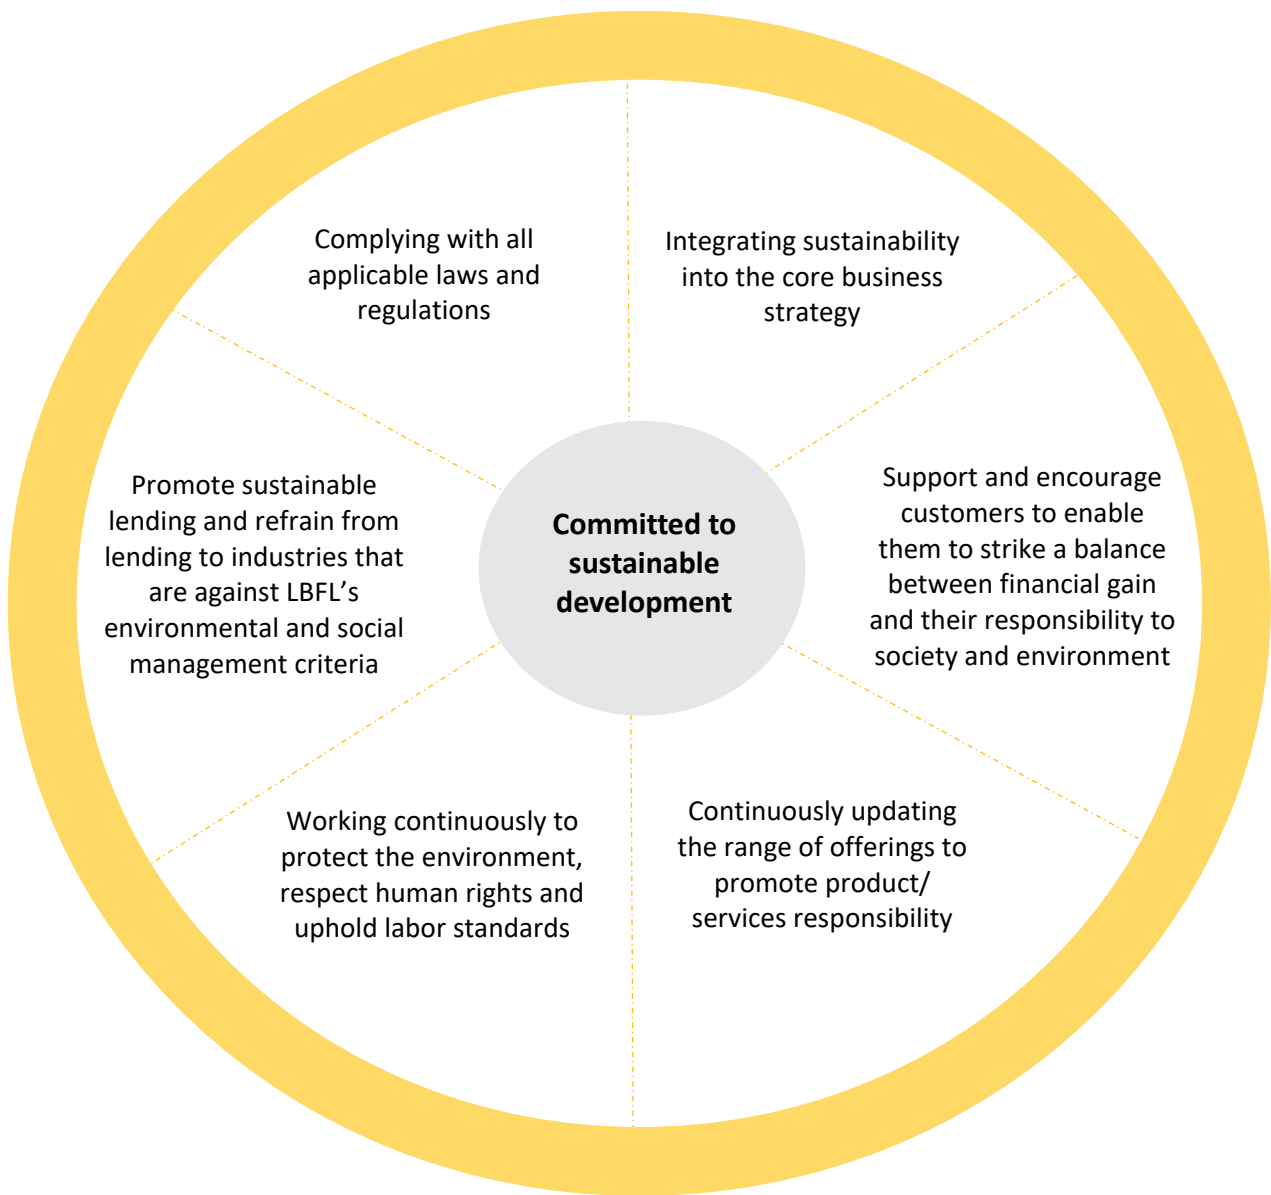 Complying with all
applicable laws and
regulations
Integrating sustainability
into the core business
strategy
Promote sustainable
lending and refrain from
lending to industries that
are against LBFL’s
environmental and social
management criteria
Committed to
sustainable
development
Support and encourage
customers to enable
them to strike a balance
between financial gain
and their responsibility to
society and environment
Working continuously to
protect the environment,
respect human rights and
uphold labor standards
Continuously updating
the range of offerings to
promote product/
services responsibility